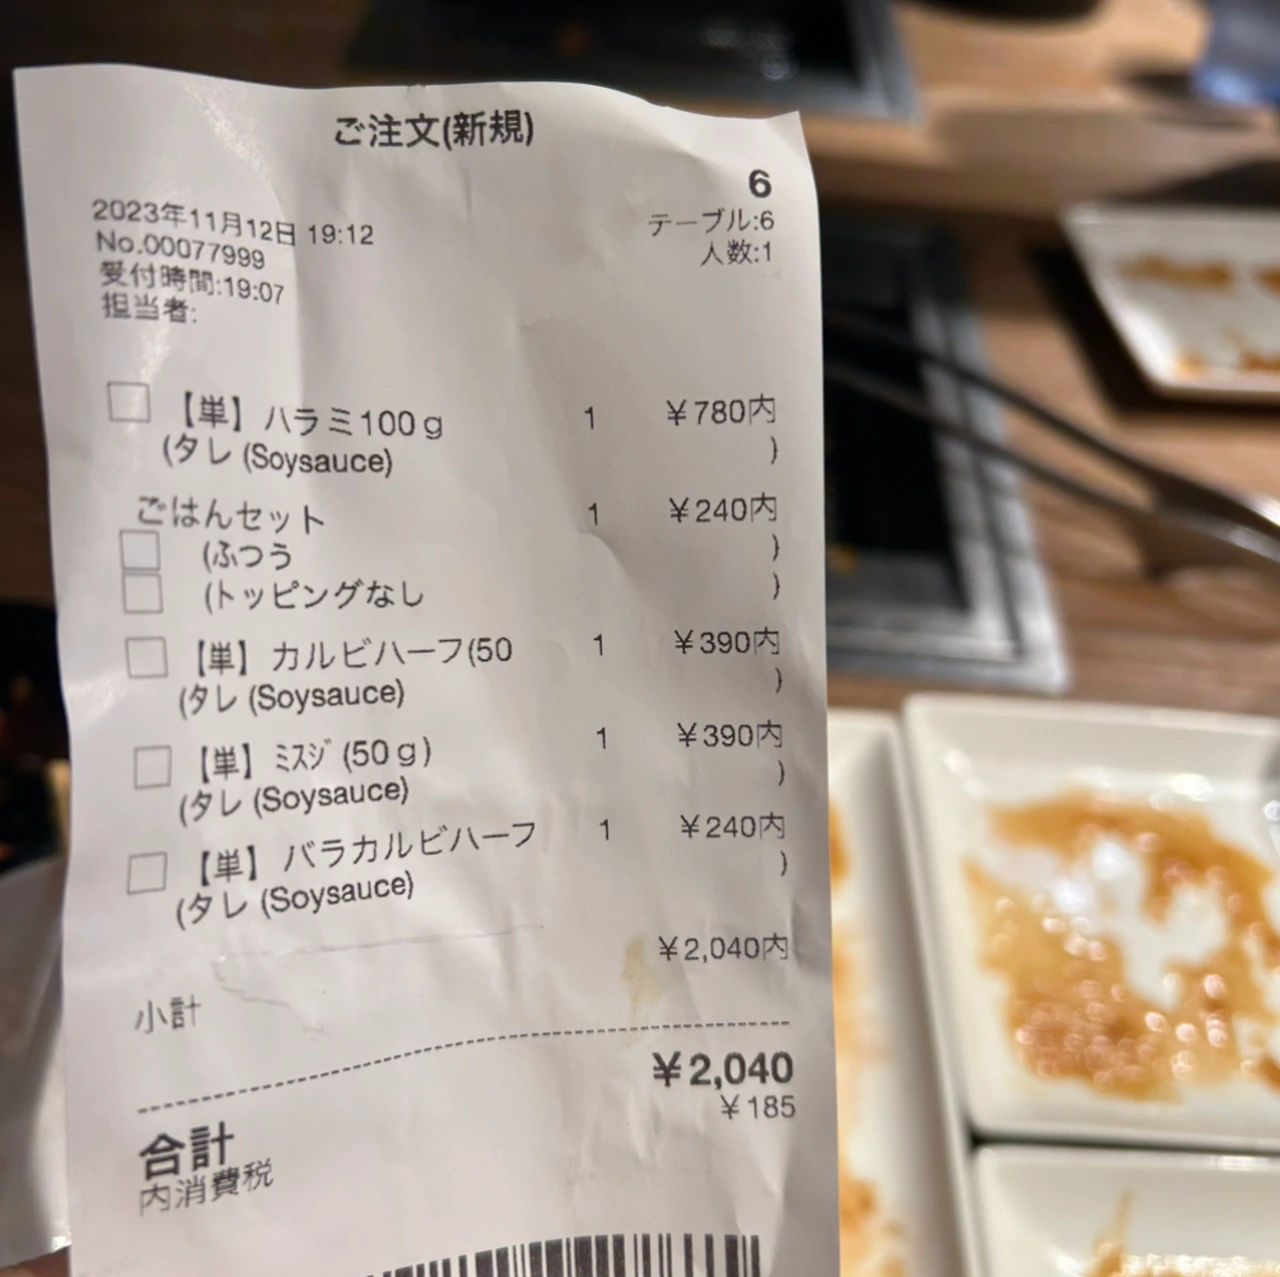 ご注文(新規)
6
2023年11月12日 19:12
テーブル:6
No.00077999
人数:1
受付時間:19:07
担当者:
【単】ハラミ100g 1 ¥780内
(タレ (Soysauce) )
ごはんセット 1 ¥240内
(ふつう )
(トッピングなし )
【単】カルビハーフ(50 1 ¥390内
(タレ (Soysauce) )
【単】ﾐｽｼﾞ (50g) 1 ¥390内
(タレ (Soysauce) )
【単】バラカルビハーフ 1 ¥240内
(タレ (Soysauce) )
小計 ¥2,040内
合計 ¥2,040
内消費税 ¥185